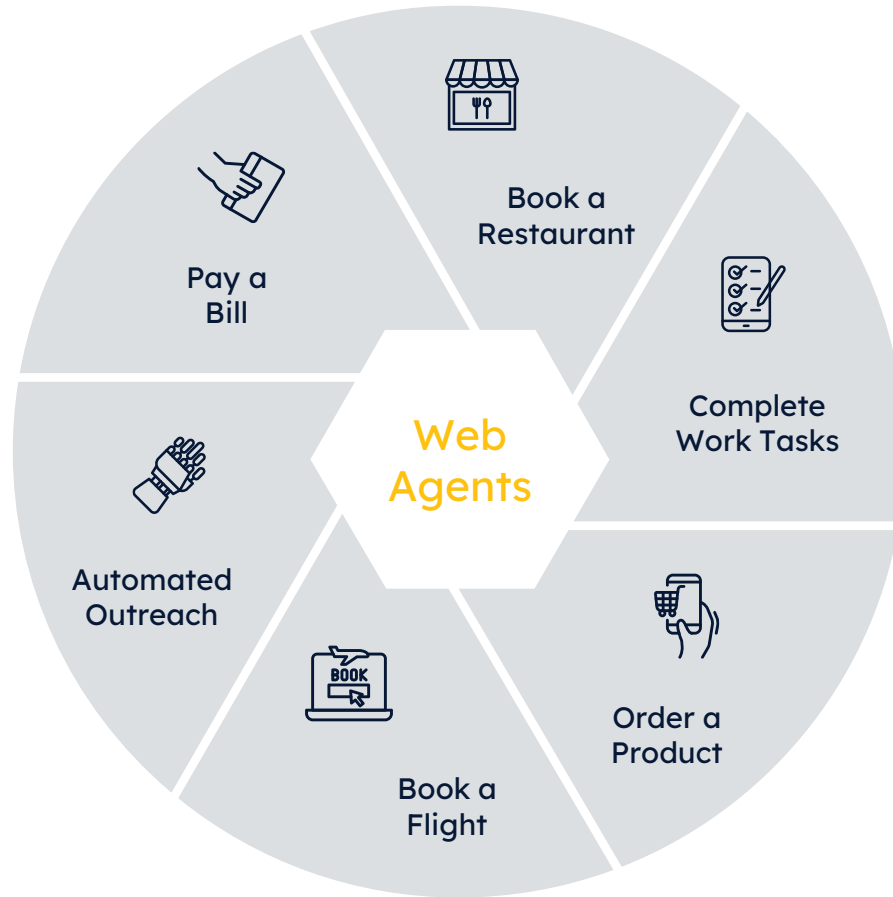 Book a
Restaurant
Pay a
Bill
Complete
Work Tasks
Web
Agents
Automated
Outreach
BOOK
Order a
Product
Book a
Flight